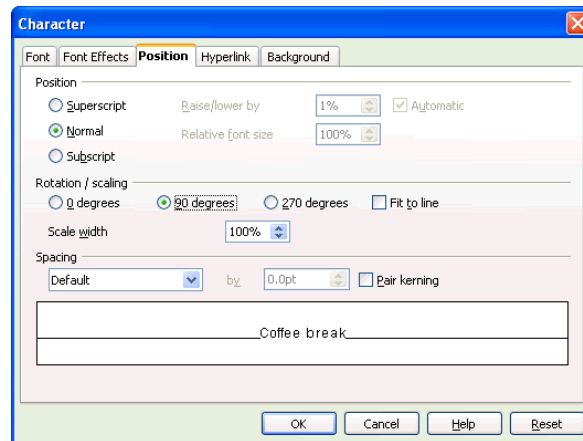 Character
Font Font Effects Position Hyperlink Background
Position
Superscript Raise/lower by 1% Automatic
Normal Relative font size 100%
Subscript
Rotation / scaling
0 degrees 90 degrees 270 degrees Fit to line
Scale width 100%
Spacing
Default by 0.0pt Pair kerning
Coffee break
OK Cancel Help Reset